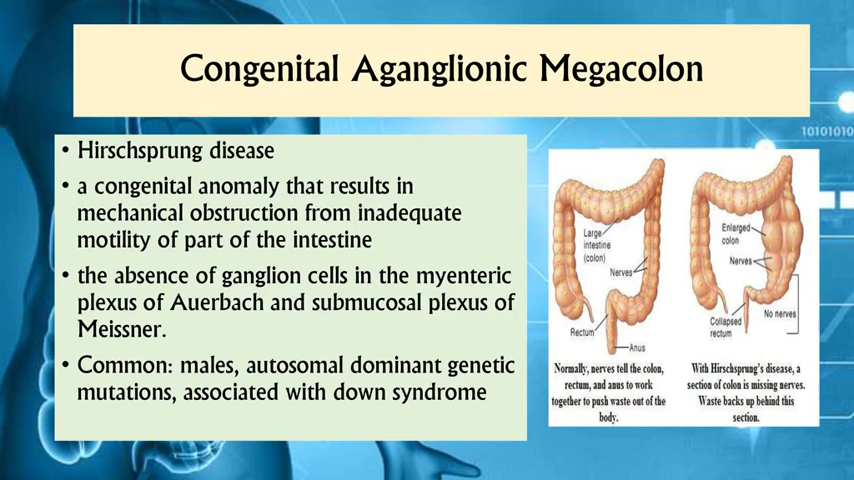 Congenital Aganglionic Megacolon
1010101010
• Hirschsprung disease
• a congenital anomaly that results in
mechanical obstruction from inadequate
motility of part of the intestine
• the absence of ganglion cells in the myenteric
plexus of Auerbach and submucosal plexus of
Meissner.
• Common: males, autosomal dominant genetic
mutations, associated with down syndrome
Large
intestine
(colon)
Nerves
Rectum
Anus
Normally, nerves tell the colon,
rectum, and anus to work
together to push waste out of the
body.
Enlarged
colon
Nerves
No nerves
Collapsed
rectum
With Hirschsprung's disease, a
section of colon is missing nerves.
Waste backs up behind this
section.